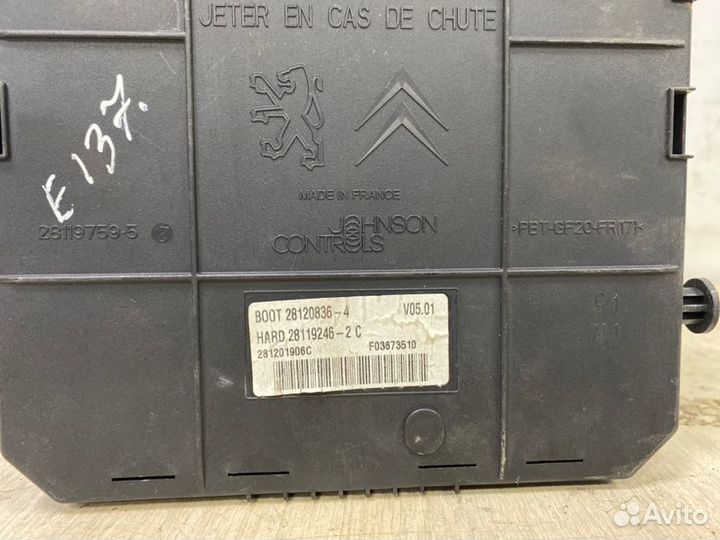 JETER EN CAS DE CHUTE
E137.
MADE IN FRANCE
28119759-5
JOHNSON
CONTROLS
>PBT-GF20-FR(17)<
BOOT 28120836-4 V05.01
HARD 28119246-2 C
281201906C F03673510
C1
M1
Avito